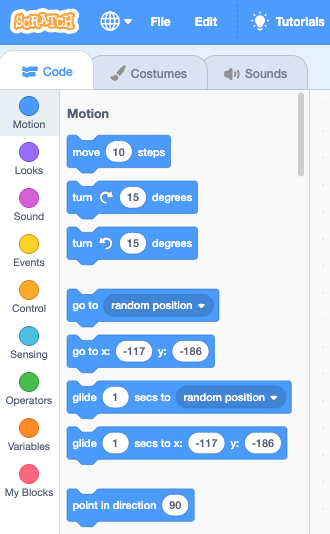 SCRATCH File Edit Tutorials
Code Costumes Sounds
Motion
Looks
Sound
Events
Control
Sensing
Operators
Variables
My Blocks
Motion
move 10 steps
turn 15 degrees
turn 15 degrees
go to random position
go to x: -117 y: -186
glide 1 secs to random position
glide 1 secs to x: -117 y: -186
point in direction 90